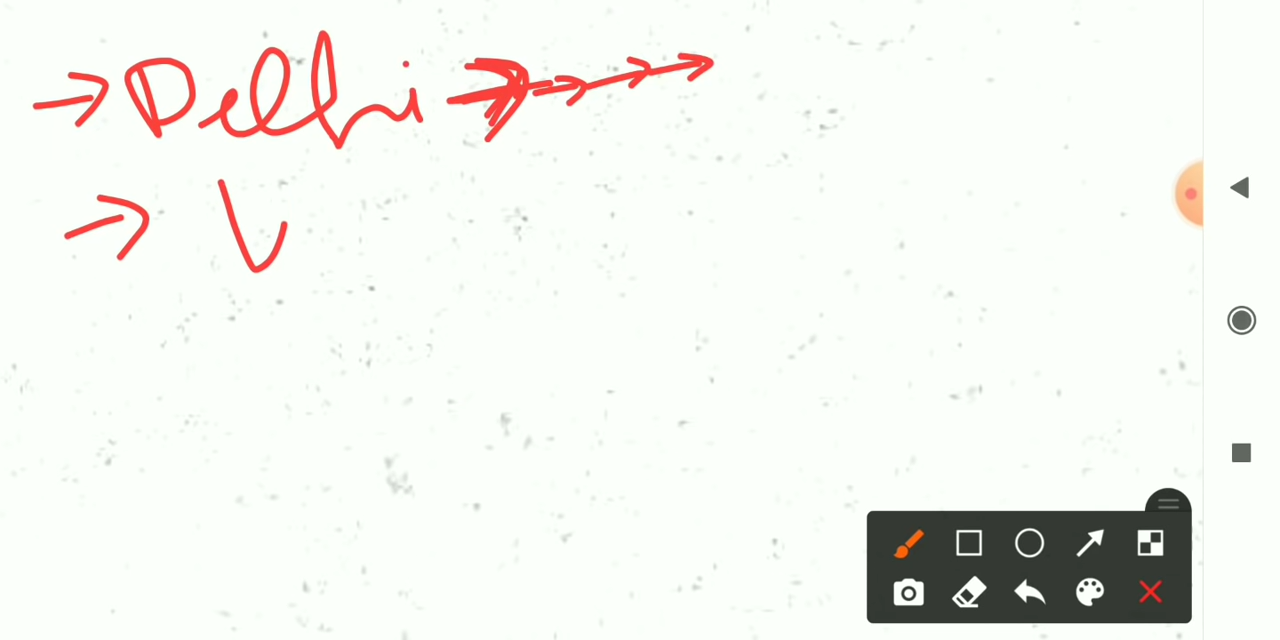 → Delhi →→→→
→ V